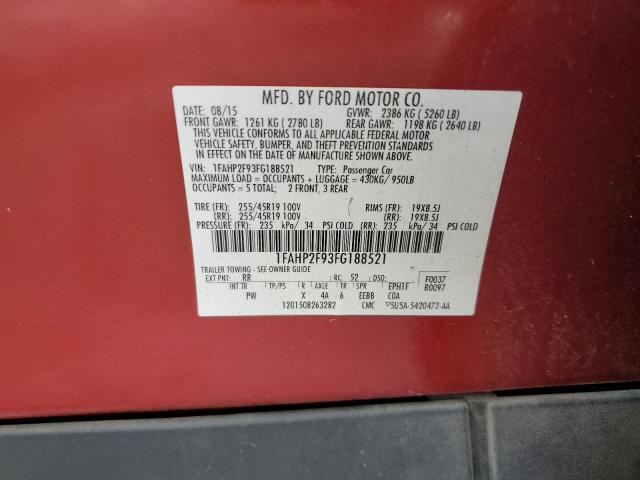 MFD. BY FORD MOTOR CO.
DATE: 08/15 GVWR: 2386 KG ( 5260 LB)
FRONT GAWR: 1261 KG ( 2780 LB) REAR GAWR: 1198 KG ( 2640 LB)
THIS VEHICLE CONFORMS TO ALL APPLICABLE FEDERAL MOTOR
VEHICLE SAFETY, BUMPER, AND THEFT PREVENTION STANDARDS
IN EFFECT ON THE DATE OF MANUFACTURE SHOWN ABOVE.
VIN: 1FAHP2F93FG188521 TYPE: Passenger Car
MAXIMUM LOAD = OCCUPANTS + LUGGAGE = 430KG/ 950LB
OCCUPANTS = 5 TOTAL: 2 FRONT, 3 REAR
TIRE (FR): 255/45R19 100V RIMS (FR): 19X8.5J
(RR): 255/45R19 100V (RR): 19X8.5J
PRESSURE (FR): 235 kPa/ 34 PSI COLD (RR): 235 kPa/ 34 PSI COLD
1FAHP2F93FG188521
TRAILER TOWING - SEE OWNER GUIDE
EXT PNT: RR RC: 52 DSO: F0037
INT TR TP/PS R AXLE TR SPR EPH1F R0097
PW X 4A 6 EEBB COA
1201508263282 CMC 5U5A-5420472-AA